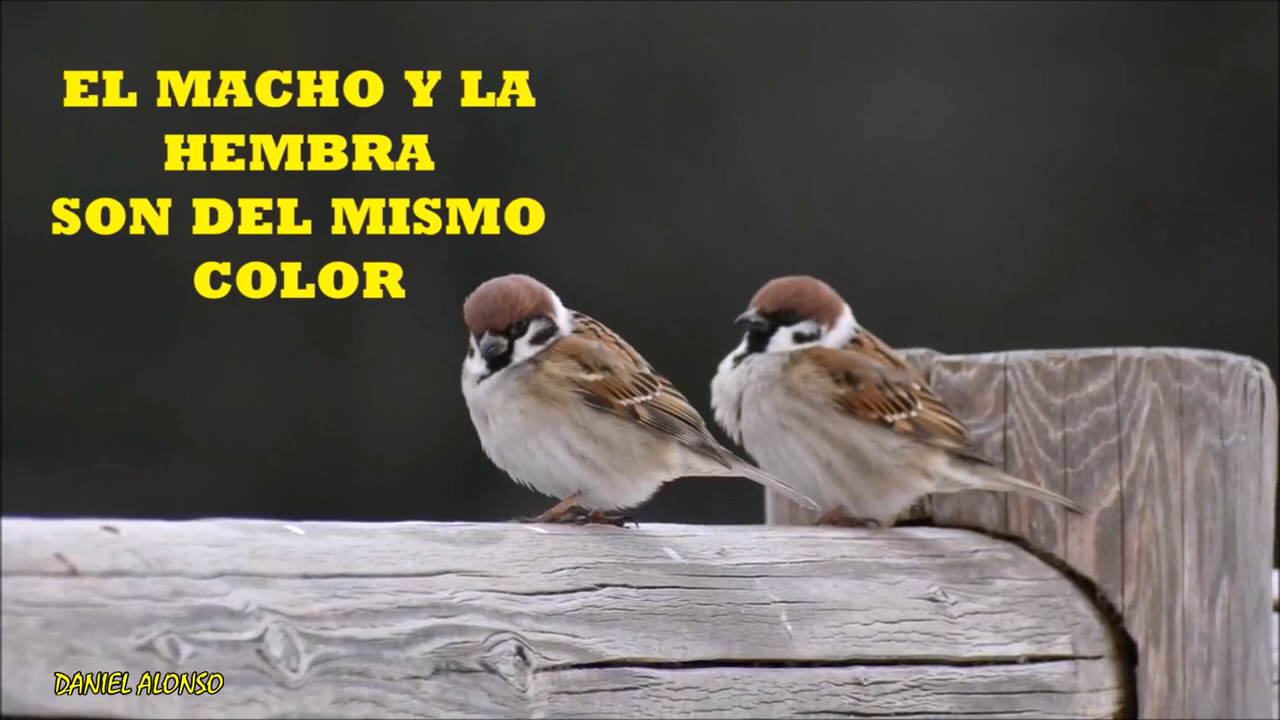 EL MACHO Y LA
HEMBRA
SON DEL MISMO
COLOR
DANIEL ALONSO